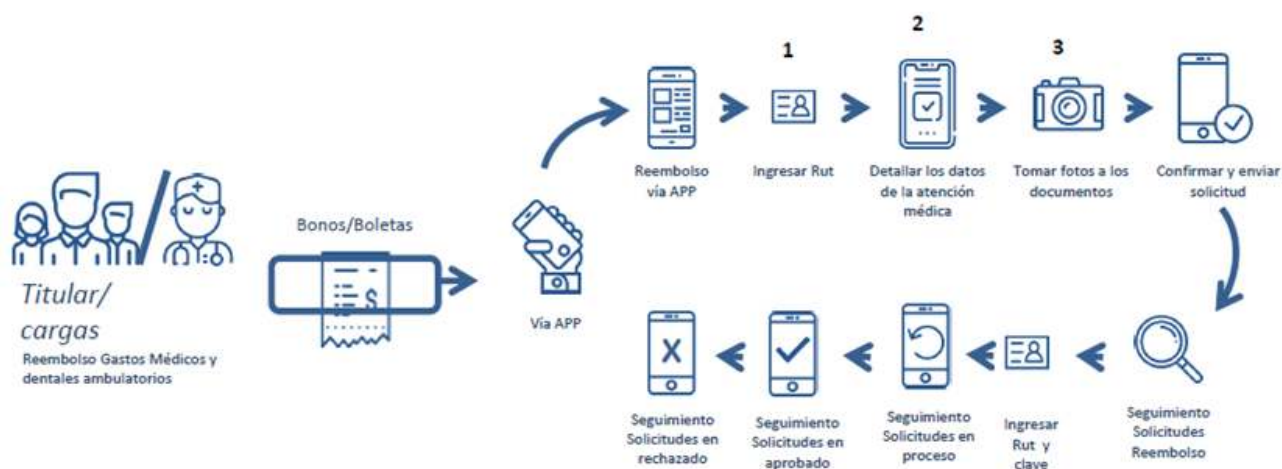 1
2
3
Reembolso
vía APP
Ingresar Rut
Detallar los datos
de la atención
médica
Tomar fotos a los
documentos
Confirmar y enviar
solicitud
Bonos/Boletas
$
Titular/
cargas
Reembolso Gastos Médicos y
dentales ambulatorios
Vía APP
X
Seguimiento
Solicitudes en
rechazado
Seguimiento
Solicitudes en
aprobado
Seguimiento
Solicitudes en
proceso
Ingresar
Rut y
clave
Seguimiento
Solicitudes
Reembolso